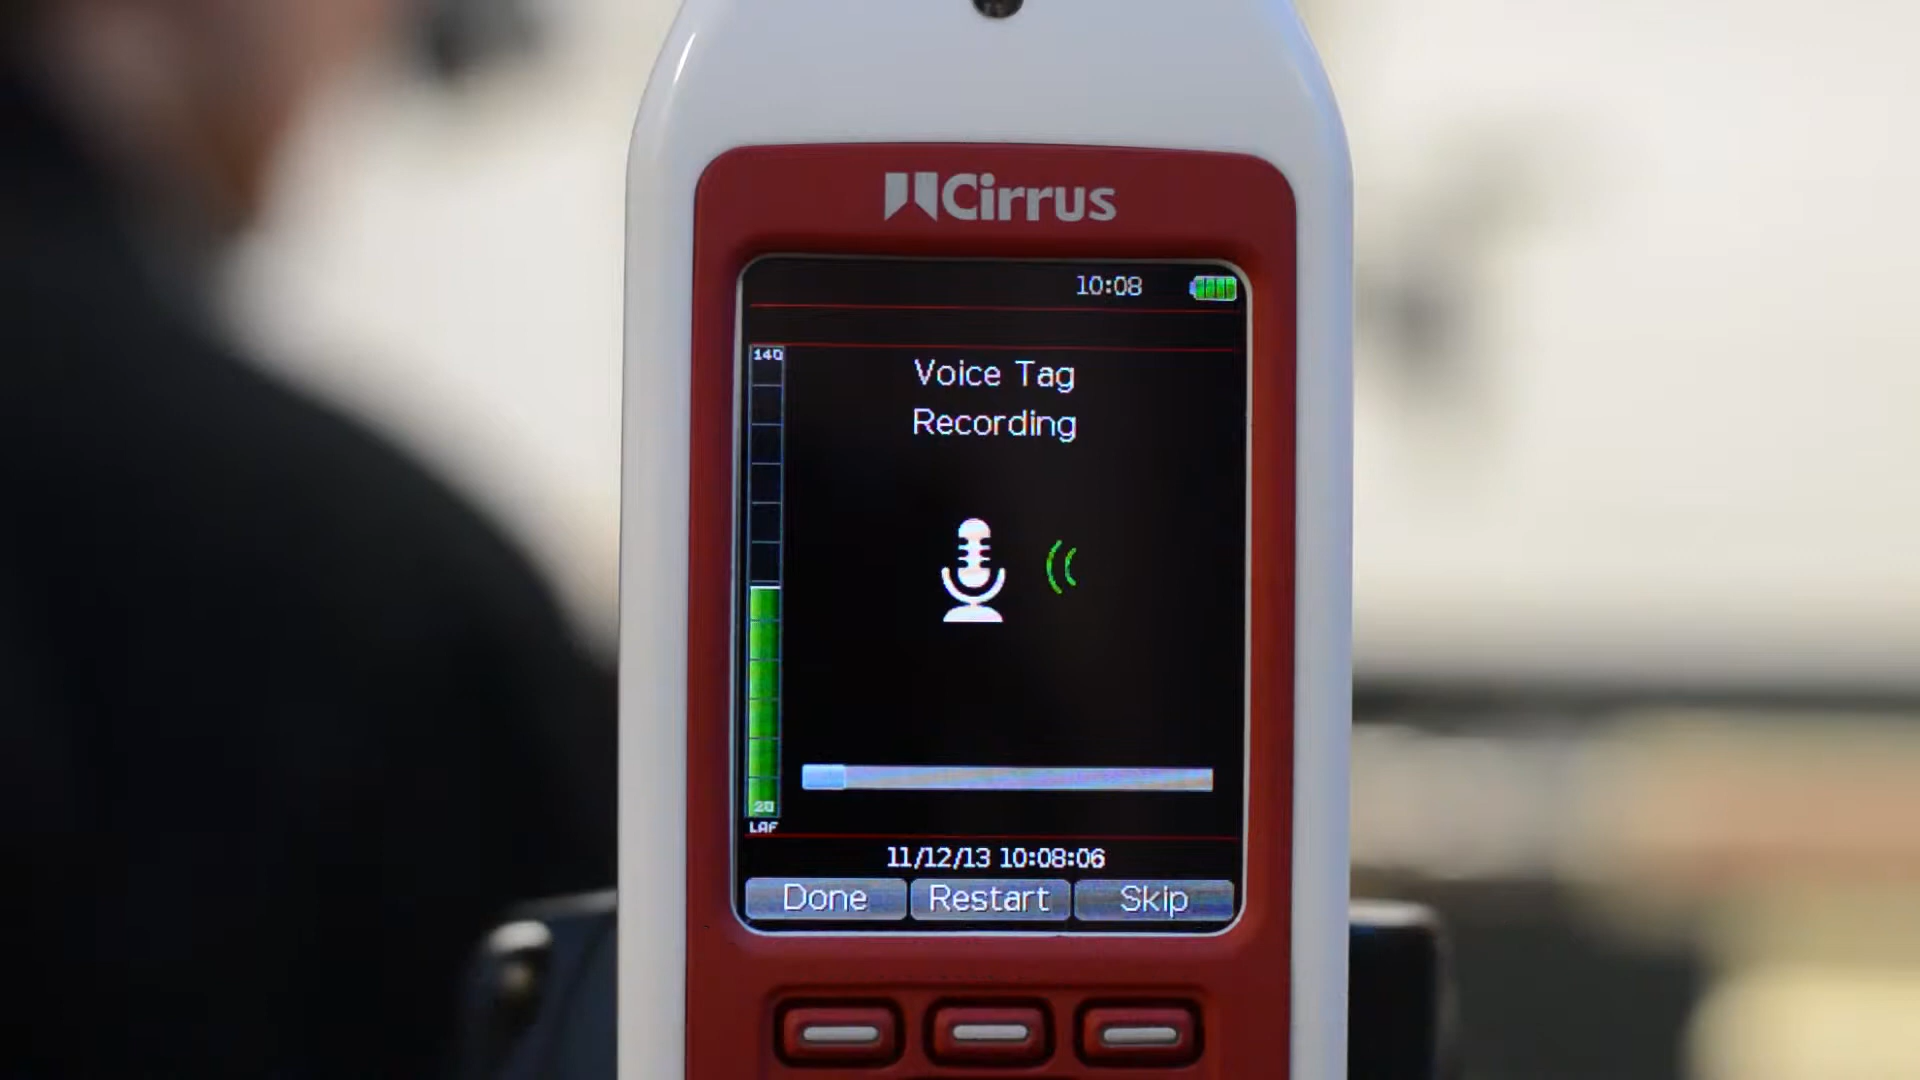 Cirrus
10:08
140
Voice Tag
Recording
20
LAF
11/12/13 10:08:06
Done
Restart
Skip